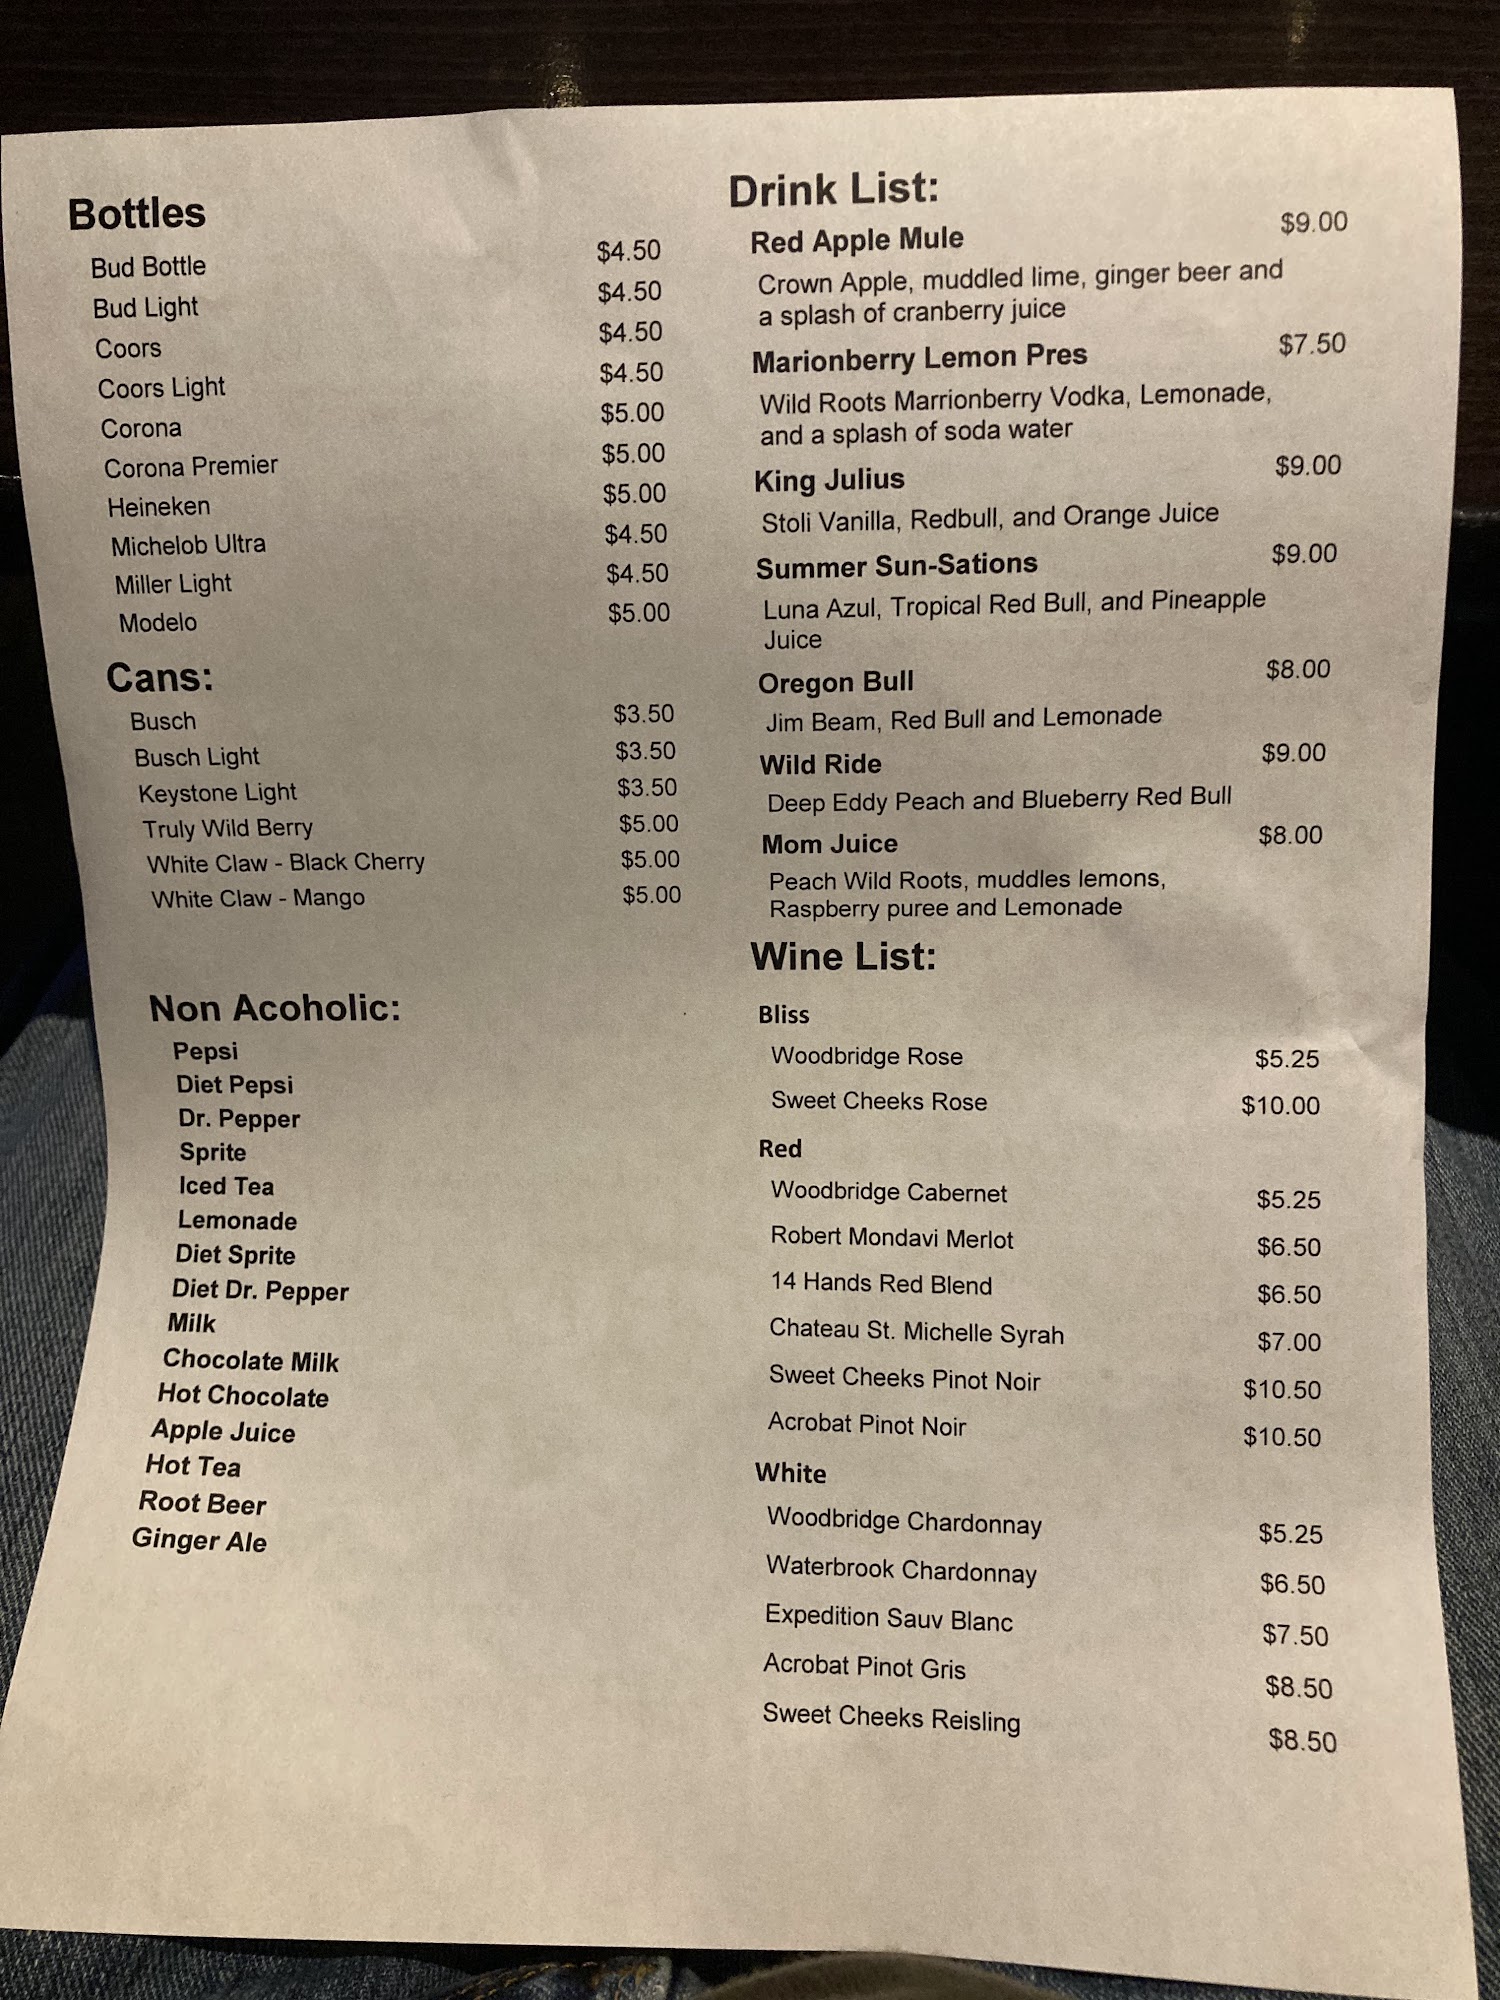 Bottles
Bud Bottle $4.50
Bud Light $4.50
Coors $4.50
Coors Light $4.50
Corona $5.00
Corona Premier $5.00
Heineken $5.00
Michelob Ultra $4.50
Miller Light $4.50
Modelo $5.00
Cans:
Busch $3.50
Busch Light $3.50
Keystone Light $3.50
Truly Wild Berry $5.00
White Claw - Black Cherry $5.00
White Claw - Mango $5.00
Non Acoholic:
Pepsi
Diet Pepsi
Dr. Pepper
Sprite
Iced Tea
Lemonade
Diet Sprite
Diet Dr. Pepper
Milk
Chocolate Milk
Hot Chocolate
Apple Juice
Hot Tea
Root Beer
Ginger Ale
Drink List:
Red Apple Mule $9.00
Crown Apple, muddled lime, ginger beer and
a splash of cranberry juice
Marionberry Lemon Pres $7.50
Wild Roots Marrionberry Vodka, Lemonade,
and a splash of soda water
King Julius $9.00
Stoli Vanilla, Redbull, and Orange Juice
Summer Sun-Sations $9.00
Luna Azul, Tropical Red Bull, and Pineapple
Juice
Oregon Bull $8.00
Jim Beam, Red Bull and Lemonade
Wild Ride $9.00
Deep Eddy Peach and Blueberry Red Bull
Mom Juice $8.00
Peach Wild Roots, muddles lemons,
Raspberry puree and Lemonade
Wine List:
Bliss
Woodbridge Rose $5.25
Sweet Cheeks Rose $10.00
Red
Woodbridge Cabernet $5.25
Robert Mondavi Merlot $6.50
14 Hands Red Blend $6.50
Chateau St. Michelle Syrah $7.00
Sweet Cheeks Pinot Noir $10.50
Acrobat Pinot Noir $10.50
White
Woodbridge Chardonnay $5.25
Waterbrook Chardonnay $6.50
Expedition Sauv Blanc $7.50
Acrobat Pinot Gris $8.50
Sweet Cheeks Reisling $8.50